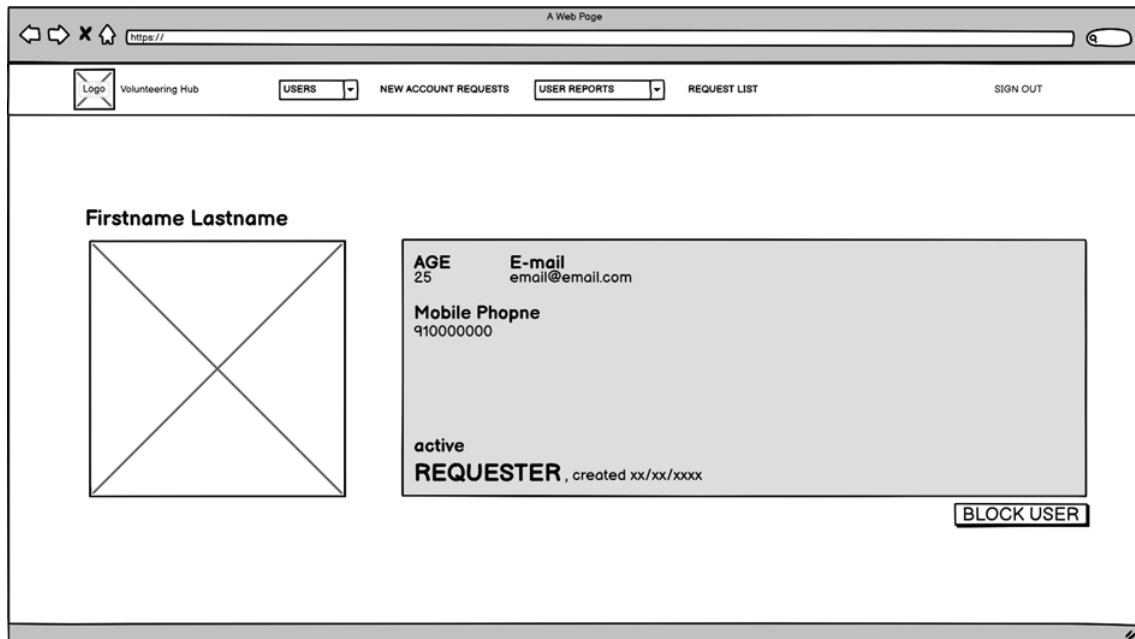 A Web Page
https://
Logo Volunteering Hub USERS NEW ACCOUNT REQUESTS USER REPORTS REQUEST LIST SIGN OUT
Firstname Lastname
AGE E-mail
25 email@email.com
Mobile Phopne
910000000
active
REQUESTER , created xx/xx/xxxx
BLOCK USER